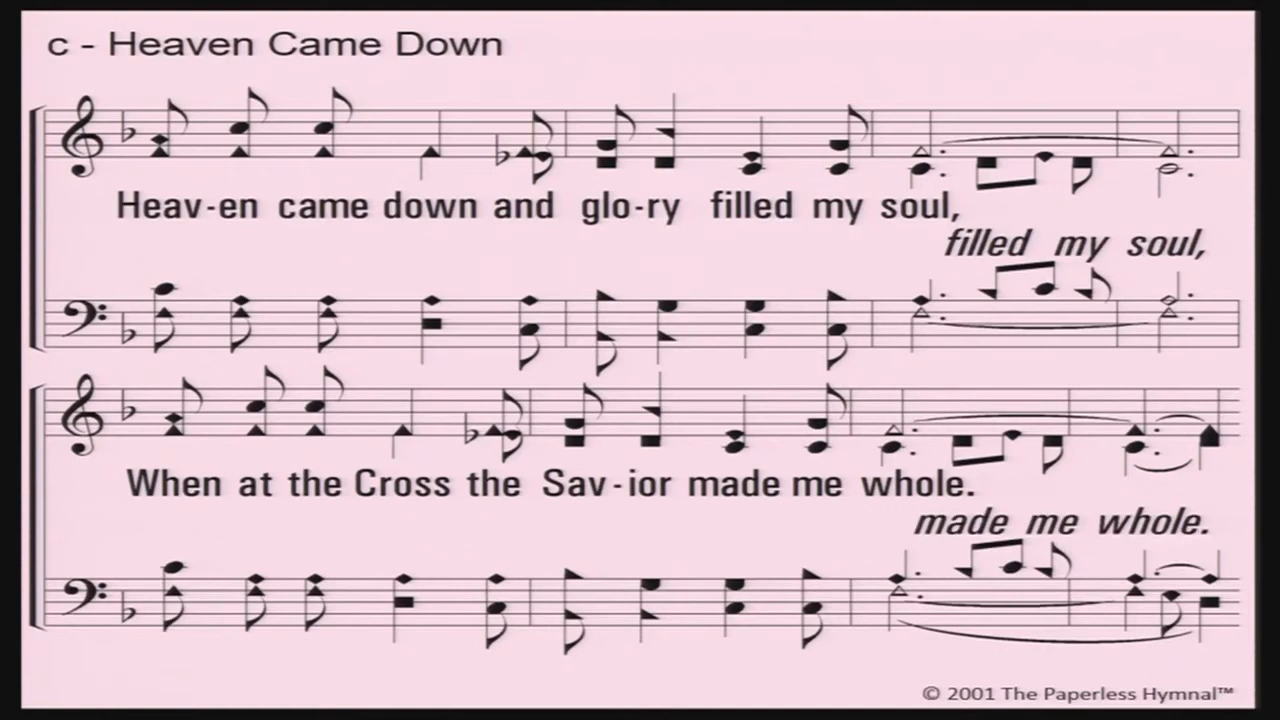 c - Heaven Came Down
Heav-en came down and glo-ry filled my soul,
filled my soul,
When at the Cross the Sav-ior made me whole.
made me whole.
© 2001 The Paperless Hymnal™